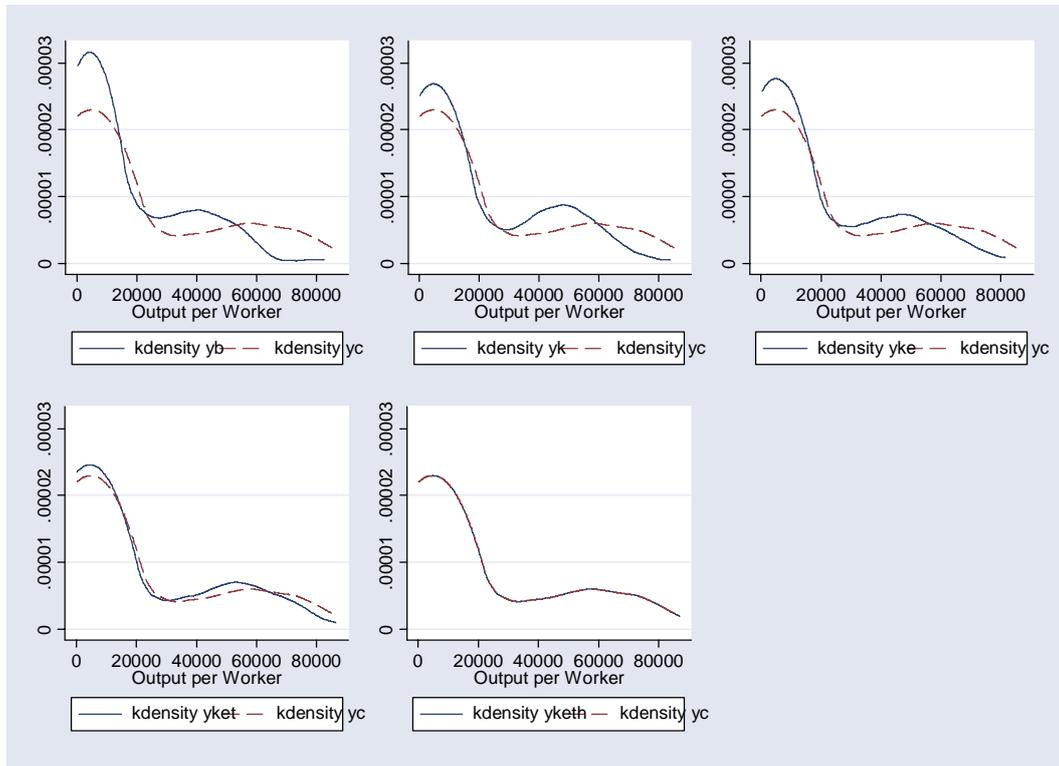 .00003
.00002
.00001
0
0 20000 40000 60000 80000
Output per Worker
kdensity yb kdensity yc
.00003
.00002
.00001
0
0 20000 40000 60000 80000
Output per Worker
kdensity yk kdensity yc
.00003
.00002
.00001
0
0 20000 40000 60000 80000
Output per Worker
kdensity yke kdensity yc
.00003
.00002
.00001
0
0 20000 40000 60000 80000
Output per Worker
kdensity yket kdensity yc
.00003
.00002
.00001
0
0 20000 40000 60000 80000
Output per Worker
kdensity yketh kdensity yc